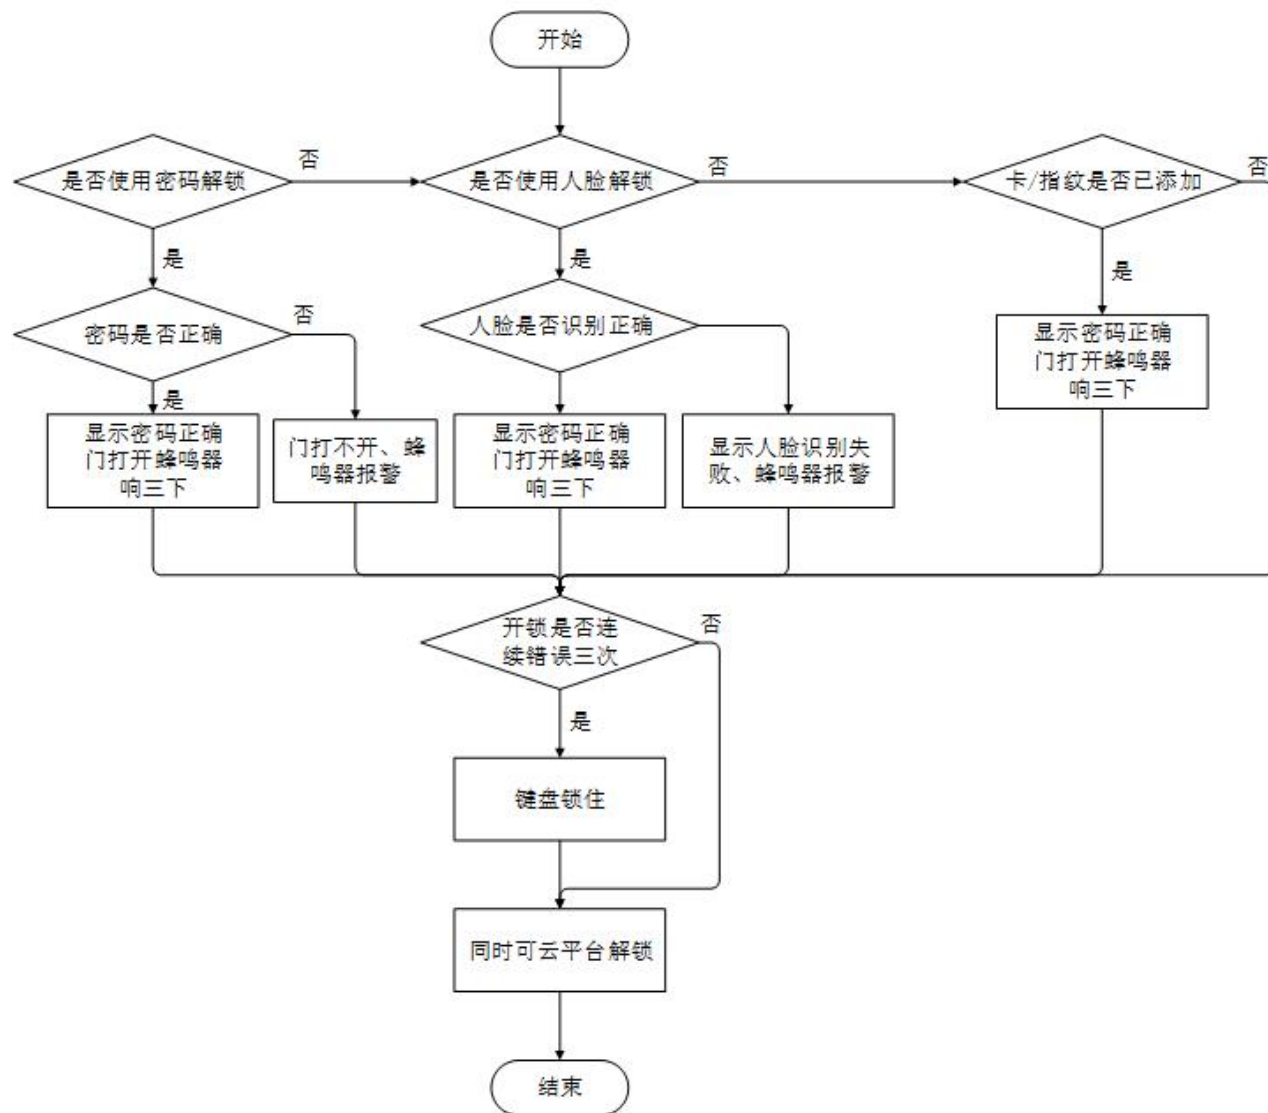 开始
是否使用密码解锁
否
是否使用人脸解锁
否
卡/指纹是否已添加
否
是
是
是
密码是否正确
否
人脸是否识别正确
显示密码正确
门打开蜂鸣器
响三下
是
显示密码正确
门打开蜂鸣器
响三下
门打不开、蜂
鸣器报警
显示密码正确
门打开蜂鸣器
响三下
显示人脸识别失
败、蜂鸣器报警
开锁是否连
续错误三次
否
是
键盘锁住
同时可云平台解锁
结束